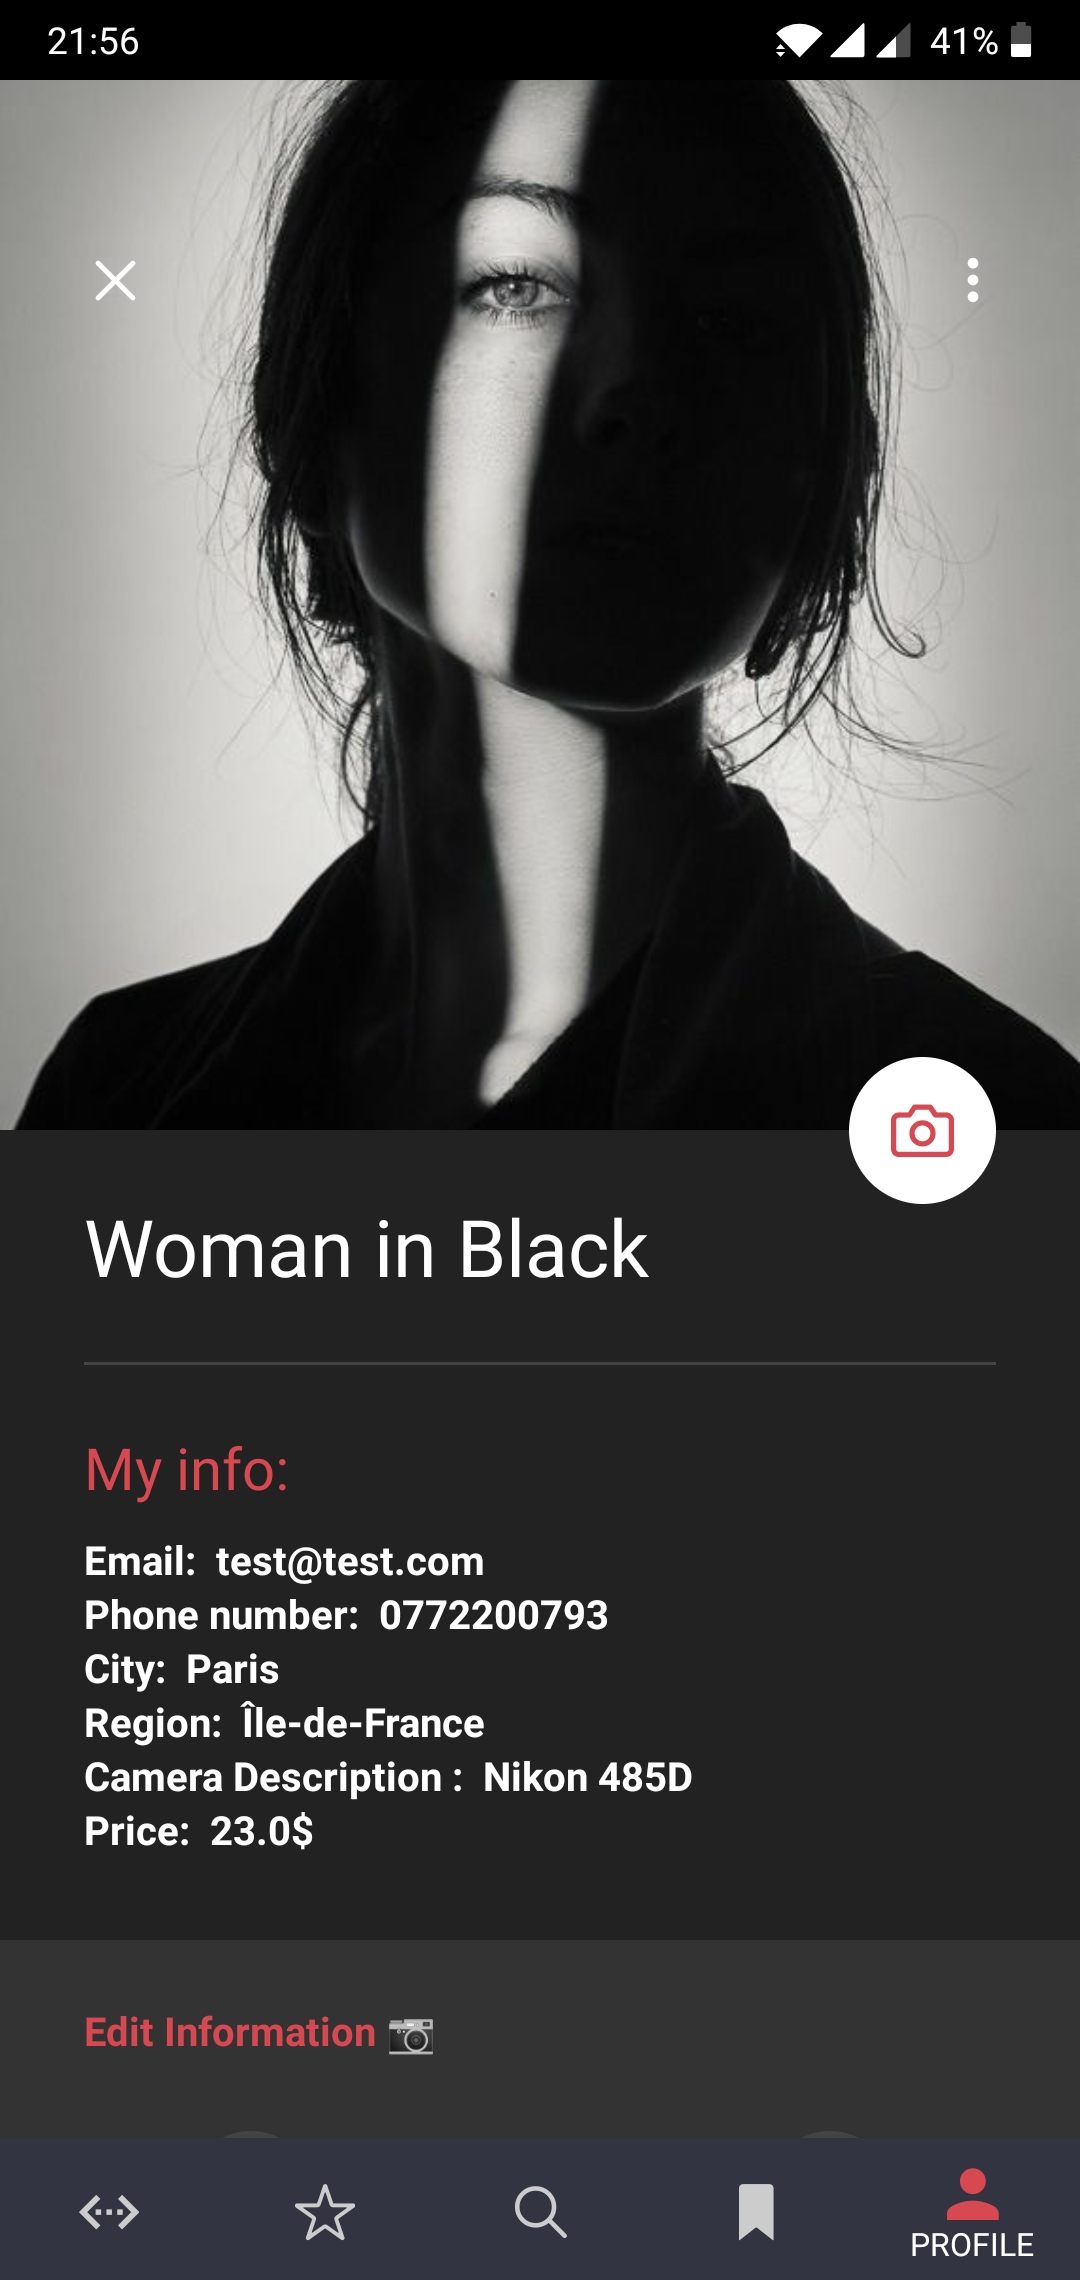 21:56
41%
Woman in Black
My info:
Email:  test@test.com
Phone number:  0772200793
City:  Paris
Region:  Île-de-France
Camera Description :  Nikon 485D
Price:  23.0$
Edit Information 📷
PROFILE